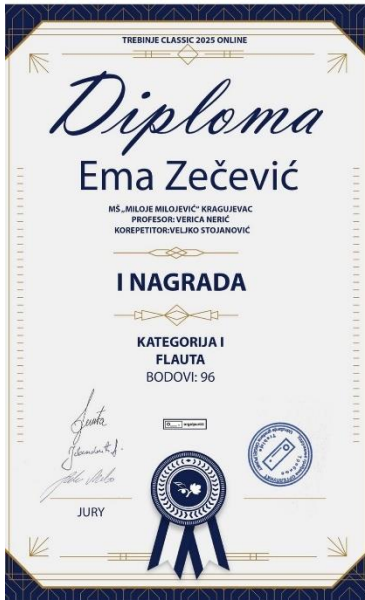 TREBINJE CLASSIC 2025 ONLINE
Diploma
Ema Zečević
MŠ „MILOJE MILOJEVIĆ“ KRAGUJEVAC
PROFESOR: VERICA NERIĆ
KOREPETITOR:VELJKO STOJANOVIĆ
I NAGRADA
KATEGORIJA I
FLAUTA
BODOVI: 96
JURY